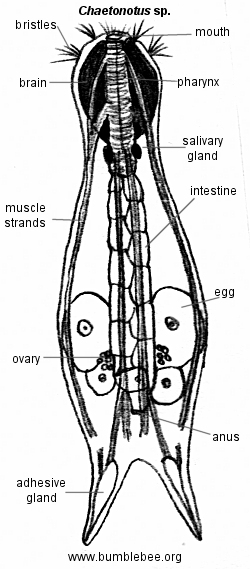 Chaetonotus sp.
bristles
mouth
brain
pharynx
salivary
gland
intestine
muscle
strands
egg
ovary
anus
adhesive
gland
www.bumblebee.org